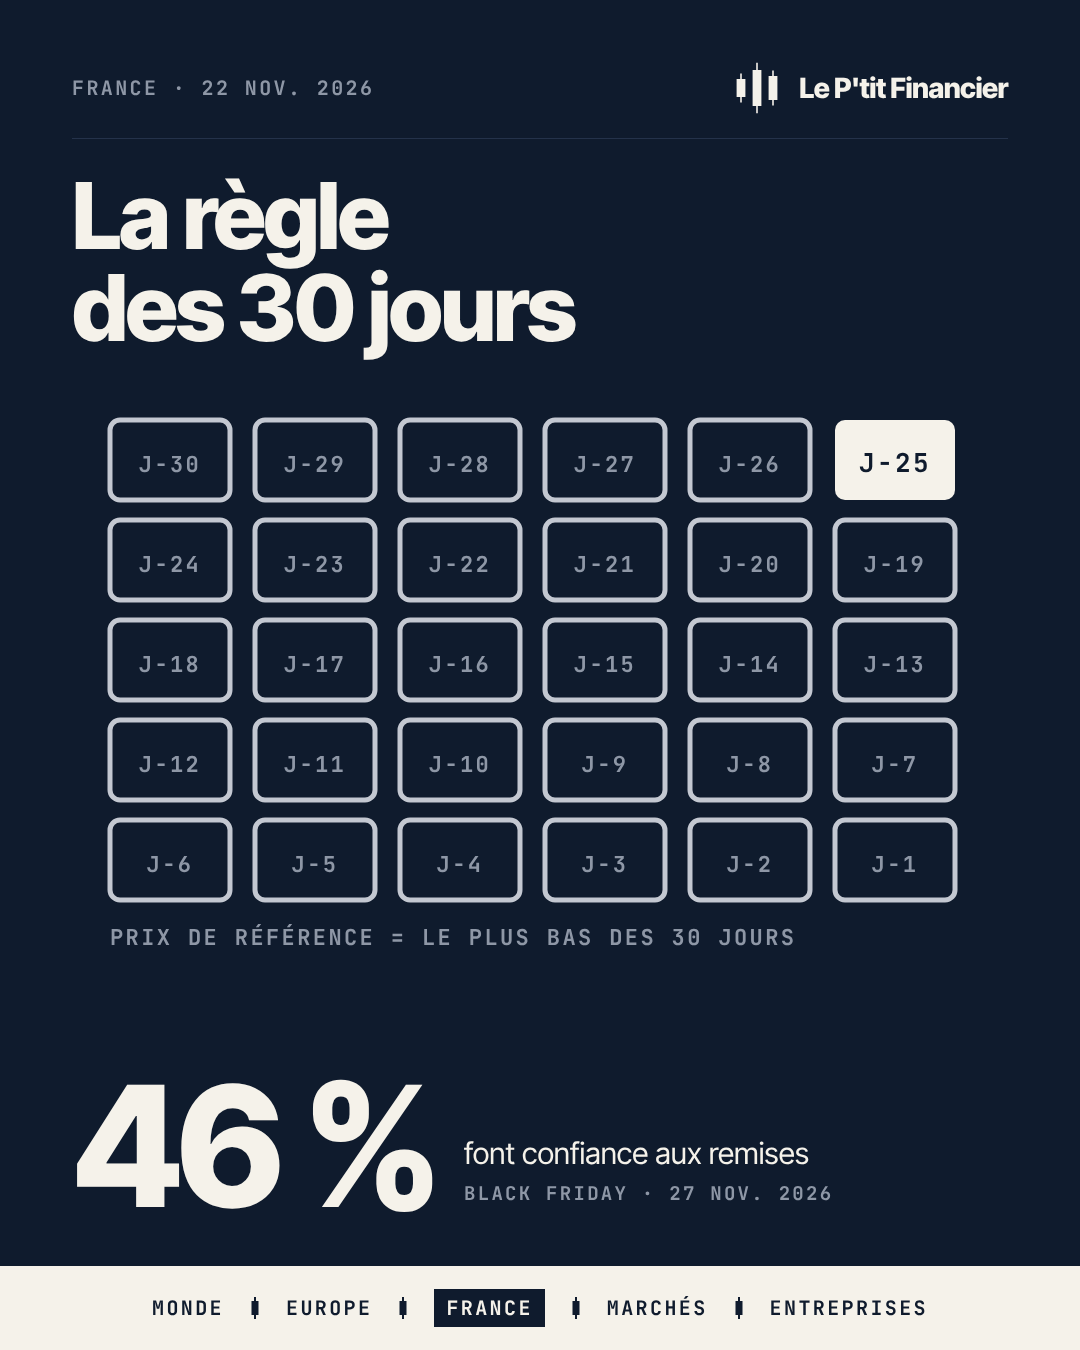 FRANCE · 22 NOV. 2026
Le P'tit Financier
La règle
des 30 jours
J-30 J-29 J-28 J-27 J-26 J-25
J-24 J-23 J-22 J-21 J-20 J-19
J-18 J-17 J-16 J-15 J-14 J-13
J-12 J-11 J-10 J-9 J-8 J-7
J-6 J-5 J-4 J-3 J-2 J-1
PRIX DE RÉFÉRENCE = LE PLUS BAS DES 30 JOURS
46 %
font confiance aux remises
BLACK FRIDAY · 27 NOV. 2026
MONDE EUROPE FRANCE MARCHÉS ENTREPRISES